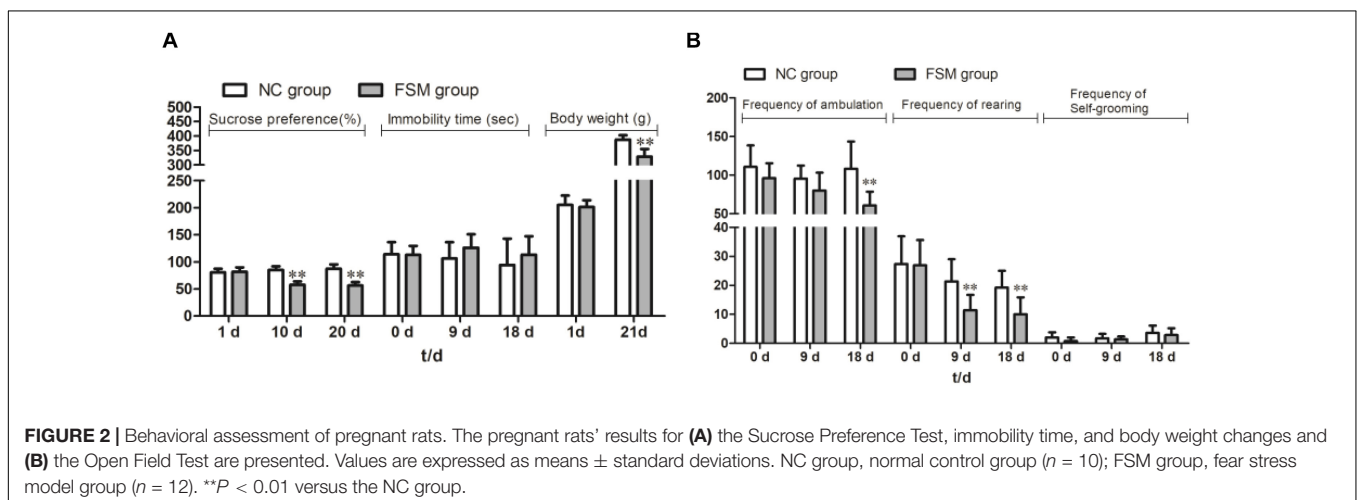 A
NC group
FSM group
500
450
400
350
300
250
200
150
100
50
0
Sucrose preference(%)
Immobility time (sec)
Body weight (g)
**
**
**
1 d
10 d
20 d
0 d
9 d
18 d
1d
21d
t/d
B
NC group
FSM group
200
150
100
50
40
30
20
10
0
Frequency of ambulation
Frequency of rearing
Frequency of
Self-grooming
**
**
**
0 d
9 d
18 d
0 d
9 d
18 d
0 d
9 d
18 d
t/d
FIGURE 2 | Behavioral assessment of pregnant rats. The pregnant rats’ results for (A) the Sucrose Preference Test, immobility time, and body weight changes and
(B) the Open Field Test are presented. Values are expressed as means ± standard deviations. NC group, normal control group (n = 10); FSM group, fear stress
model group (n = 12). **P < 0.01 versus the NC group.